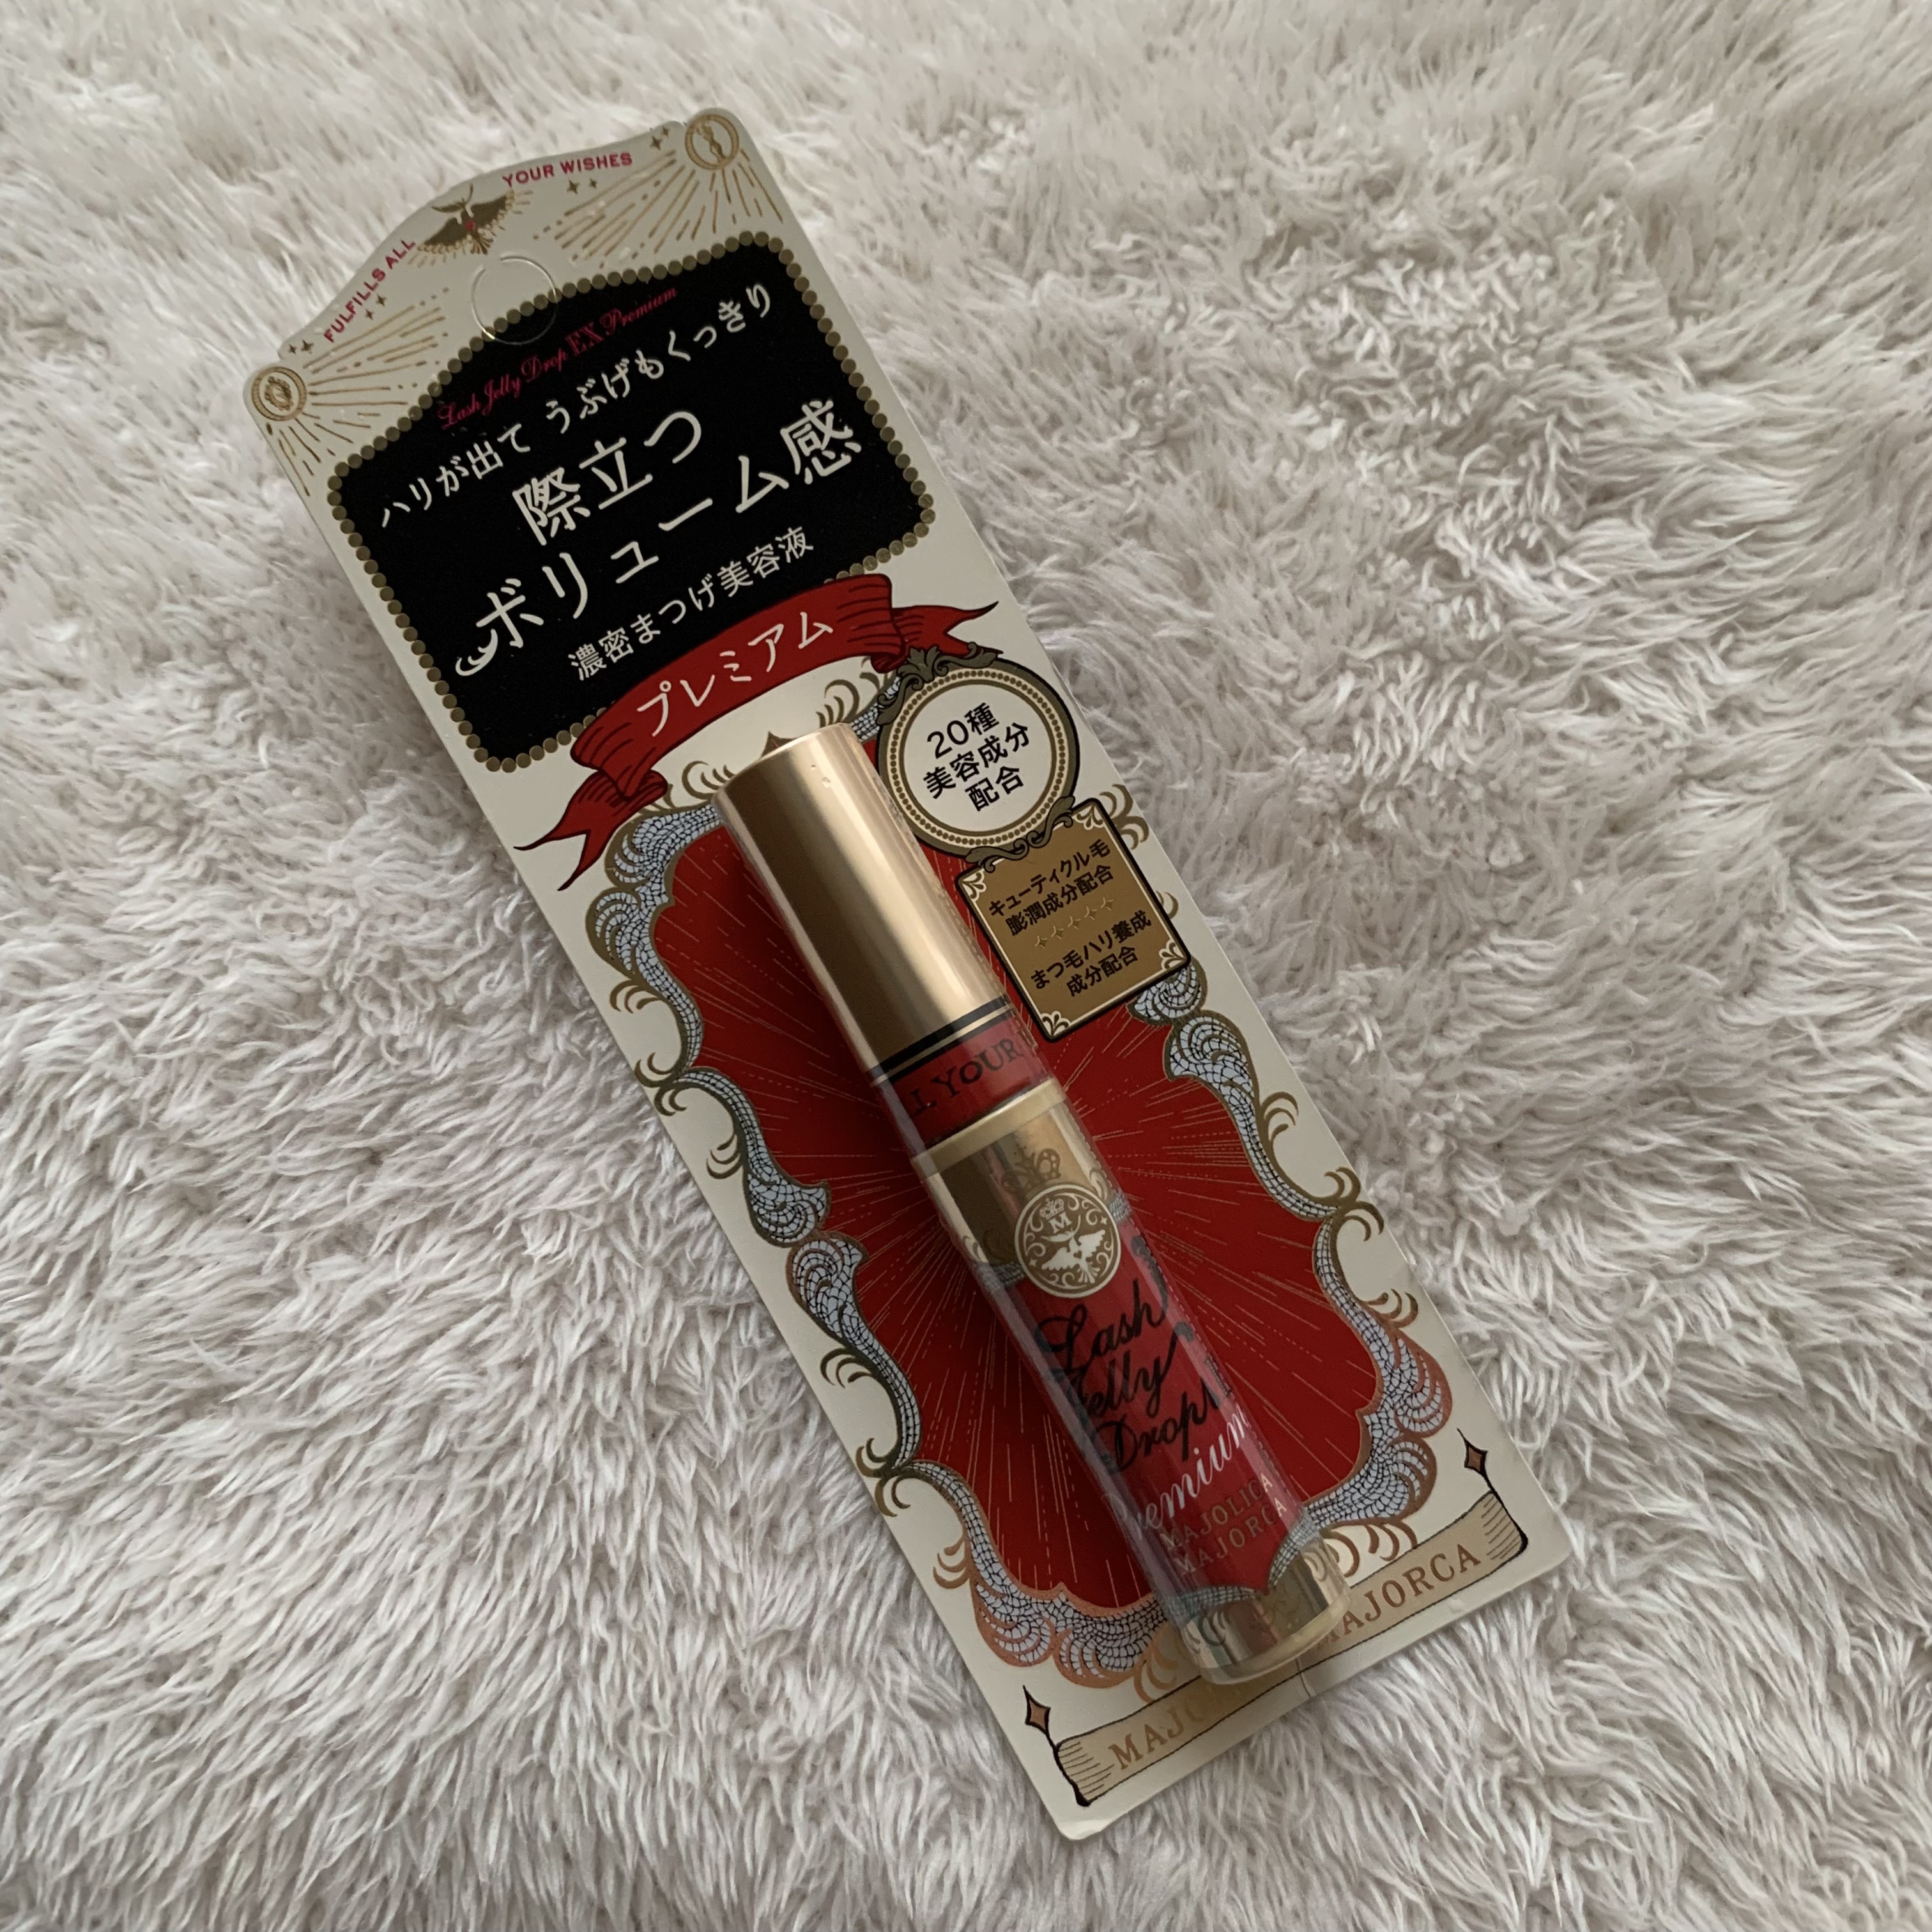 FULFILLS ALL YOUR WISHES
Lash Jelly Drop EX Premium
ハリが出て うぶげもくっきり
際立つ
ボリューム感
濃密まつげ美容液
プレミアム
20種
美容成分
配合
キューティクル毛
膨潤成分配合
まつ毛ハリ養成
成分配合
YOUR
M
Lash
Jelly
Drop
Premium
MAJOLICA
MAJORCA
MAJORCA